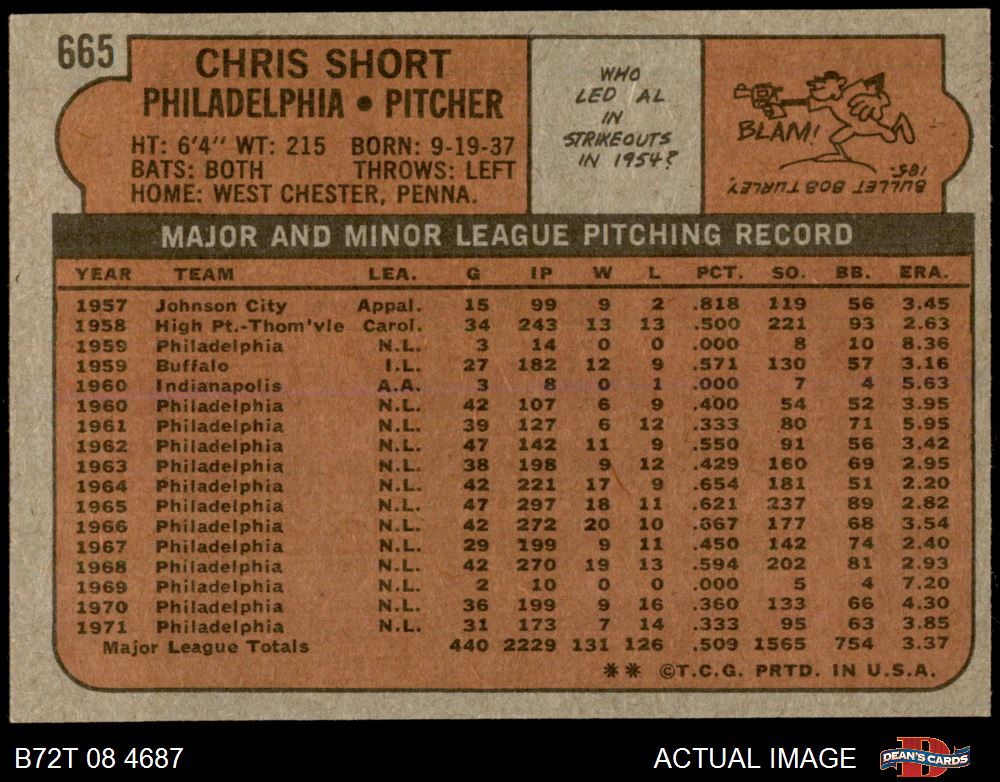 665
CHRIS SHORT
PHILADELPHIA • PITCHER
HT: 6'4" WT: 215 BORN: 9-19-37
BATS: BOTH THROWS: LEFT
HOME: WEST CHESTER, PENNA.
WHO
LED AL
IN
STRIKEOUTS
IN 1954?
BLAM!
BULLET BOB TURLEY
-185.
MAJOR AND MINOR LEAGUE PITCHING RECORD
YEAR TEAM LEA. G IP W L PCT. SO. BB. ERA.
1957 Johnson City Appal. 15 99 9 2 .818 119 56 3.45
1958 High Pt.-Thom'vle Carol. 34 243 13 13 .500 221 93 2.63
1959 Philadelphia N.L. 3 14 0 0 .000 8 10 8.36
1959 Buffalo I.L. 27 182 12 9 .571 130 57 3.16
1960 Indianapolis A.A. 3 8 0 1 .000 7 4 5.63
1960 Philadelphia N.L. 42 107 6 9 .400 54 52 3.95
1961 Philadelphia N.L. 39 127 6 12 .333 80 71 5.95
1962 Philadelphia N.L. 47 142 11 9 .550 91 56 3.42
1963 Philadelphia N.L. 38 198 9 12 .429 160 69 2.95
1964 Philadelphia N.L. 42 221 17 9 .654 181 51 2.20
1965 Philadelphia N.L. 47 297 18 11 .621 237 89 2.82
1966 Philadelphia N.L. 42 272 20 10 .667 177 68 3.54
1967 Philadelphia N.L. 29 199 9 11 .450 142 74 2.40
1968 Philadelphia N.L. 42 270 19 13 .594 202 81 2.93
1969 Philadelphia N.L. 2 10 0 0 .000 5 4 7.20
1970 Philadelphia N.L. 36 199 9 16 .360 133 66 4.30
1971 Philadelphia N.L. 31 173 7 14 .333 95 63 3.85
Major League Totals 440 2229 131 126 .509 1565 754 3.37
** ©T.C.G. PRTD. IN U.S.A.
B72T 08 4687
ACTUAL IMAGE
DEAN'S CARDS